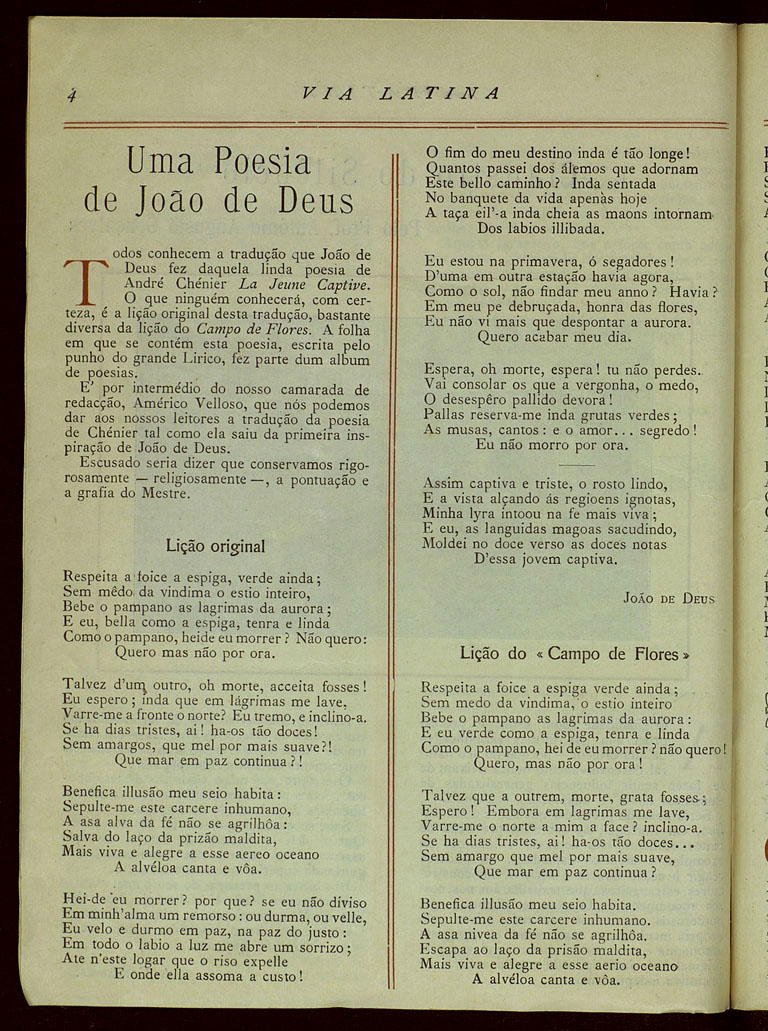 4
VIA LATINA
Uma Poesia
de João de Deus
Todos conhecem a tradução que João de
Deus fez daquela linda poesia de
André Chénier La Jeune Captive.
O que ninguém conhecerá, com cer-
teza, é a lição original desta tradução, bastante
diversa da lição do Campo de Flores. A folha
em que se contém esta poesia, escrita pelo
punho do grande Lirico, fez parte dum album
de poesias.
E' por intermédio do nosso camarada de
redacção, Américo Velloso, que nós podemos
dar aos nossos leitores a tradução da poesia
de Chénier tal como ela saiu da primeira ins-
piração de João de Deus.
Escusado seria dizer que conservamos rigo-
rosamente — religiosamente —, a pontuação e
a grafia do Mestre.
Lição original
Respeita a foice a espiga, verde ainda;
Sem mêdo da vindima o estio inteiro,
Bebe o pampano as lagrimas da aurora;
E eu, bella como a espiga, tenra e linda
Como o pampano, heide eu morrer? Não quero:
Quero mas não por ora.
Talvez d'um outro, oh morte, acceita fosses!
Eu espero; inda que em lágrimas me lave,
Varre-me a fronte o norte? Eu tremo, e inclino-a.
Se ha dias tristes, ai! ha-os tão doces!
Sem amargos, que mel por mais suave?!
Que mar em paz continua?!
Benefica illusão meu seio habita:
Sepulte-me este carcere inhumano,
A asa alva da fé não se agrilhôa:
Salva do laço da prizão maldita,
Mais viva e alegre a esse aereo oceano
A alvéloa canta e vôa.
Hei-de eu morrer? por que? se eu não diviso
Em minh'alma um remorso: ou durma, ou velle,
Eu velo e durmo em paz, na paz do justo:
Em todo o labio a luz me abre um sorrizo;
Ate n'este logar que o riso expelle
E onde ella assoma a custo!
O fim do meu destino inda é tão longe!
Quantos passei dos álemos que adornam
Este bello caminho? Inda sentada
No banquete da vida apenàs hoje
A taça eil'-a inda cheia as maons intornam
Dos labios illibada.
Eu estou na primavera, ó segadores!
D'uma em outra estação havia agora,
Como o sol, não findar meu anno? Havia?
Em meu pe debruçada, honra das flores,
Eu não vi mais que despontar a aurora.
Quero acabar meu dia.
Espera, oh morte, espera! tu não perdes.
Vai consolar os que a vergonha, o medo,
O desespêro pallido devora!
Pallas reserva-me inda grutas verdes;
As musas, cantos: e o amor... segredo!
Eu não morro por ora.
Assim captiva e triste, o rosto lindo,
E a vista alçando ás regioens ignotas,
Minha lyra intoou na fe mais viva;
E eu, as languidas magoas sacudindo,
Moldei no doce verso as doces notas
D'essa jovem captiva.
JOÃO DE DEUS
Lição do « Campo de Flores »
Respeita a foice a espiga verde ainda;
Sem medo da vindima, o estio inteiro
Bebe o pampano as lagrimas da aurora:
E eu verde como a espiga, tenra e linda
Como o pampano, hei de eu morrer? não quero!
Quero, mas não por ora!
Talvez que a outrem, morte, grata fosses;
Espero! Embora em lagrimas me lave,
Varre-me o norte a mim a face? inclino-a.
Se ha dias tristes, ai! ha-os tão doces...
Sem amargo que mel por mais suave,
Que mar em paz continua?
Benefica illusão meu seio habita.
Sepulte-me este carcere inhumano.
A asa nivea da fé não se agrilhôa.
Escapa ao laço da prisão maldita,
Mais viva e alegre a esse aerio oceano
A alvéloa canta e vôa.